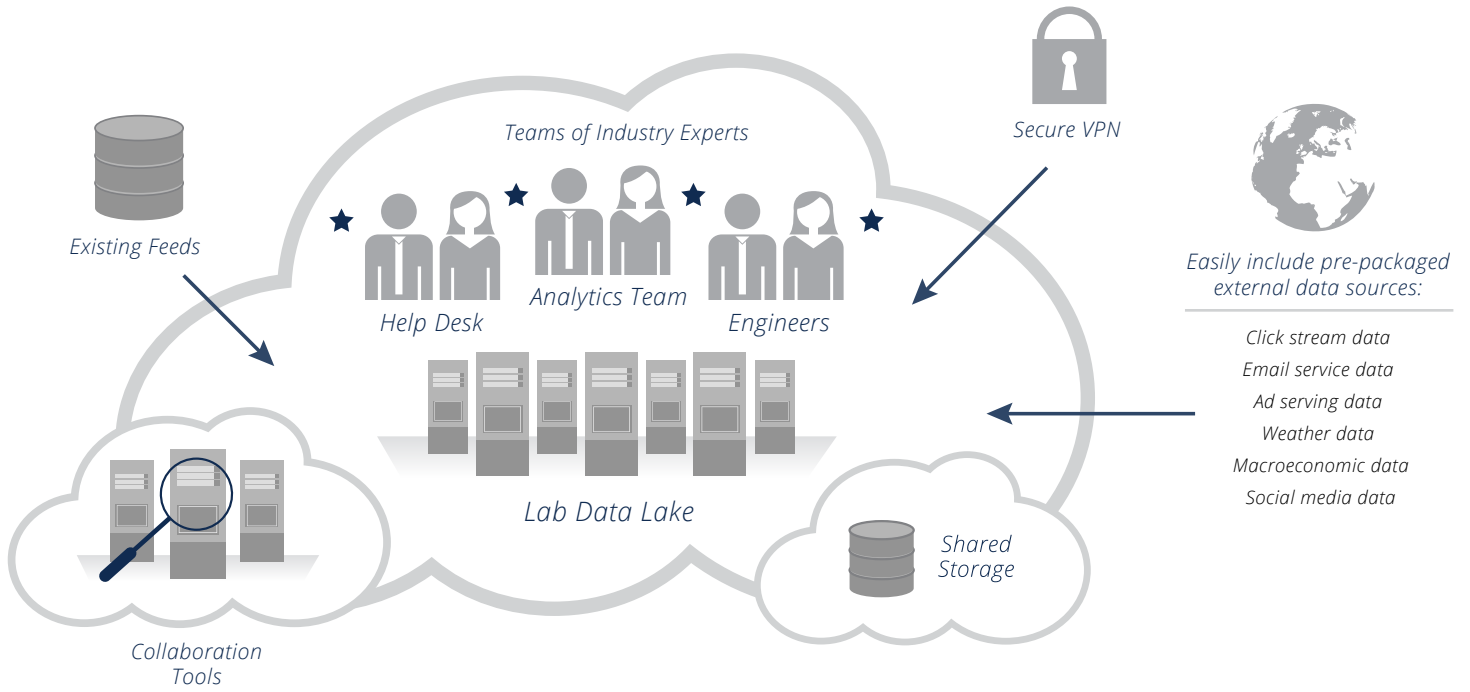 Secure VPN
Teams of Industry Experts
Existing Feeds
Help Desk
Analytics Team
Engineers
Easily include pre-packaged
external data sources:
Click stream data
Email service data
Ad serving data
Weather data
Macroeconomic data
Social media data
Lab Data Lake
Shared
Storage
Collaboration
Tools